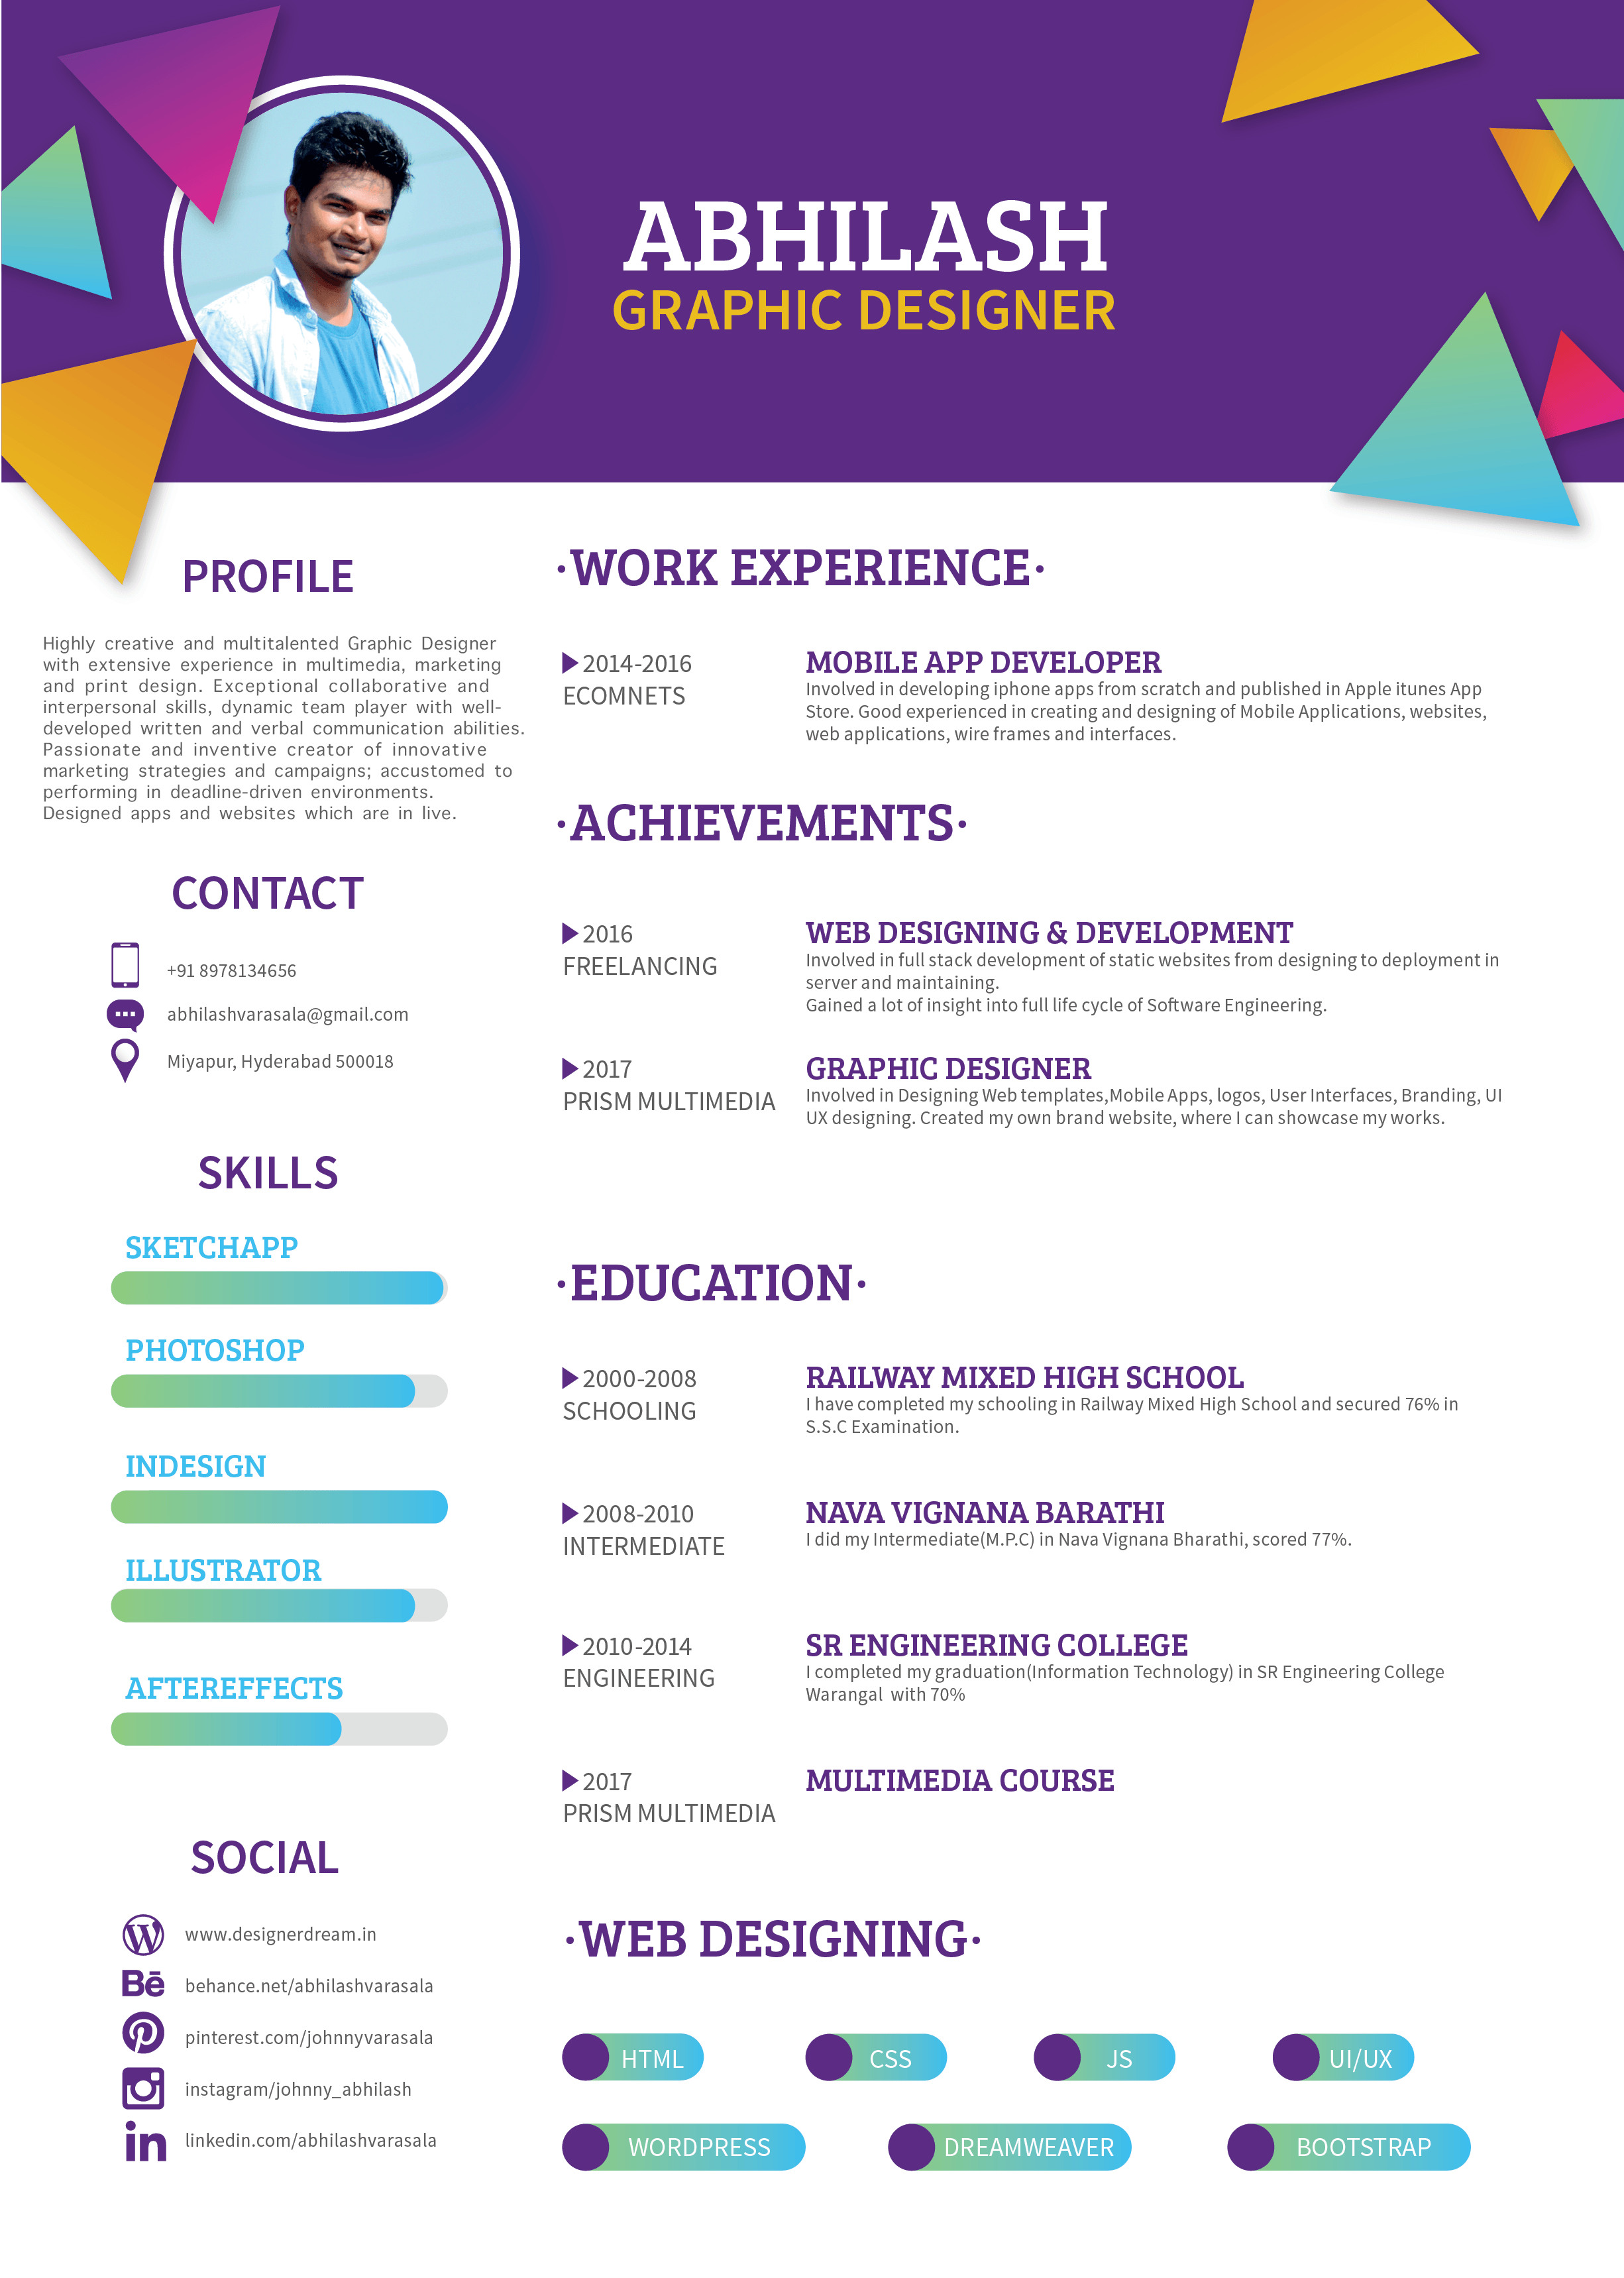 ABHILASH
GRAPHIC DESIGNER
PROFILE
Highly creative and multitalented Graphic Designer
with extensive experience in multimedia, marketing
and print design. Exceptional collaborative and
interpersonal skills, dynamic team player with well-
developed written and verbal communication abilities.
Passionate and inventive creator of innovative
marketing strategies and campaigns; accustomed to
performing in deadline-driven environments.
Designed apps and websites which are in live.
CONTACT
+91 8978134656
abhilashvarasala@gmail.com
Miyapur, Hyderabad 500018
SKILLS
SKETCHAPP
PHOTOSHOP
INDESIGN
ILLUSTRATOR
AFTEREFFECTS
SOCIAL
www.designerdream.in
Bē behance.net/abhilashvarasala
pinterest.com/johnnyvarasala
instagram/johnny_abhilash
in linkedin.com/abhilashvarasala
·WORK EXPERIENCE·
2014-2016
ECOMNETS
MOBILE APP DEVELOPER
Involved in developing iphone apps from scratch and published in Apple itunes App
Store. Good experienced in creating and designing of Mobile Applications, websites,
web applications, wire frames and interfaces.
·ACHIEVEMENTS·
2016
FREELANCING
WEB DESIGNING & DEVELOPMENT
Involved in full stack development of static websites from designing to deployment in
server and maintaining.
Gained a lot of insight into full life cycle of Software Engineering.
2017
PRISM MULTIMEDIA
GRAPHIC DESIGNER
Involved in Designing Web templates,Mobile Apps, logos, User Interfaces, Branding, UI
UX designing. Created my own brand website, where I can showcase my works.
·EDUCATION·
2000-2008
SCHOOLING
RAILWAY MIXED HIGH SCHOOL
I have completed my schooling in Railway Mixed High School and secured 76% in
S.S.C Examination.
2008-2010
INTERMEDIATE
NAVA VIGNANA BARATHI
I did my Intermediate(M.P.C) in Nava Vignana Bharathi, scored 77%.
2010-2014
ENGINEERING
SR ENGINEERING COLLEGE
I completed my graduation(Information Technology) in SR Engineering College
Warangal with 70%
2017
PRISM MULTIMEDIA
MULTIMEDIA COURSE
·WEB DESIGNING·
HTML CSS JS UI/UX
WORDPRESS DREAMWEAVER BOOTSTRAP